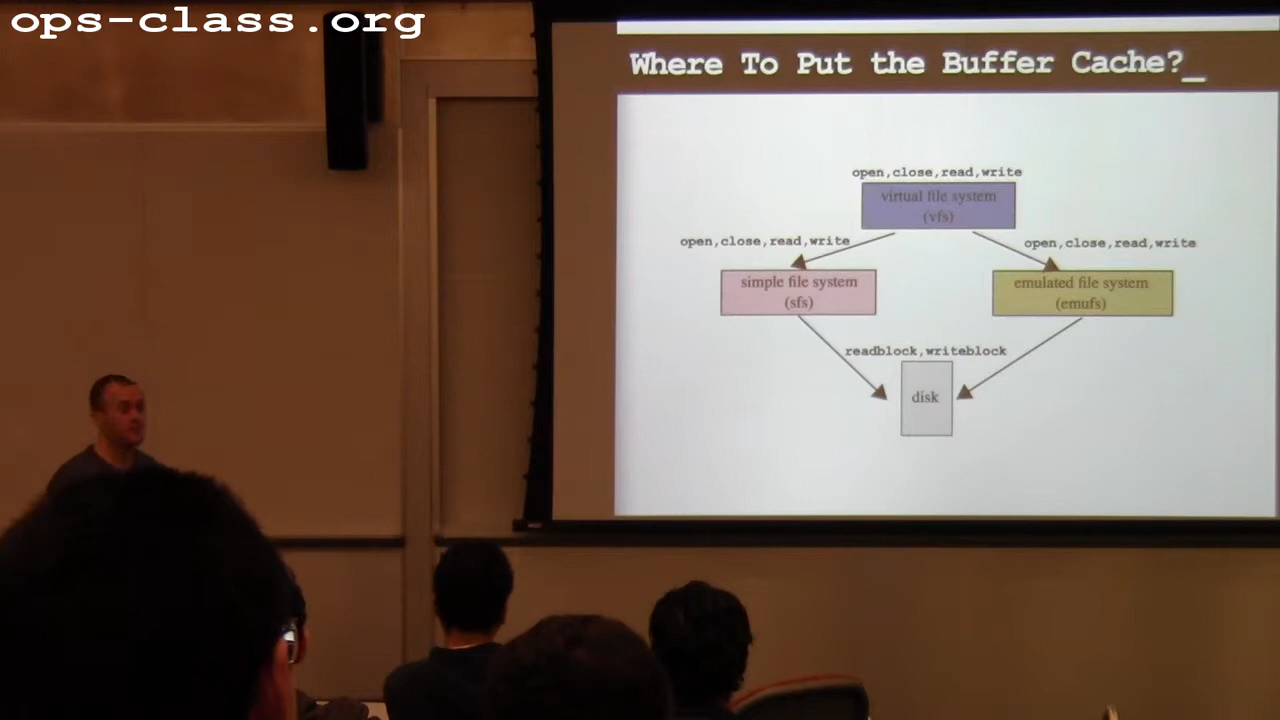 ops-class.org
Where To Put the Buffer Cache?_
open,close,read,write
virtual file system
(vfs)
open,close,read,write
open,close,read,write
simple file system
(sfs)
emulated file system
(emufs)
readblock,writeblock
disk